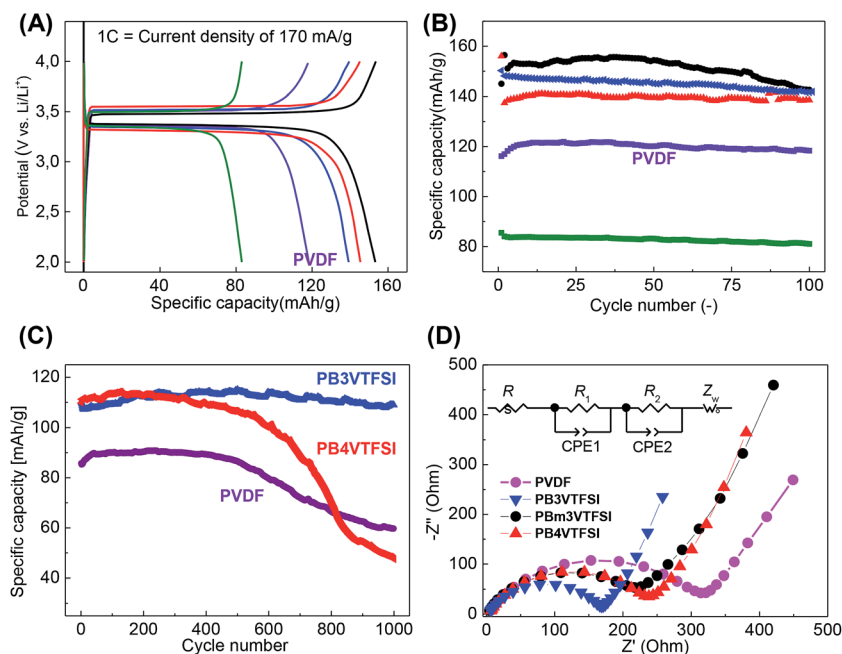 (A)
1C = Current density of 170 mA/g
Potential (V vs. Li/Li⁺)
4,0
3,5
3,0
2,5
2,0
PVDF
0 40 80 120 160
Specific capacity(mAh/g)
(B)
Specific capacity(mAh/g)
160
140
120
100
80
PVDF
0 25 50 75 100
Cycle number (-)
(C)
Specific capacity [mAh/g]
120
100
80
60
40
PB3VTFSI
PB4VTFSI
PVDF
0 200 400 600 800 1000
Cycle number
(D)
-Z" (Ohm)
500
400
300
200
100
0
R S R₁ R₂ Z w s
CPE1 CPE2
PVDF
PB3VTFSI
PBm3VTFSI
PB4VTFSI
0 100 200 300 400 500
Z' (Ohm)